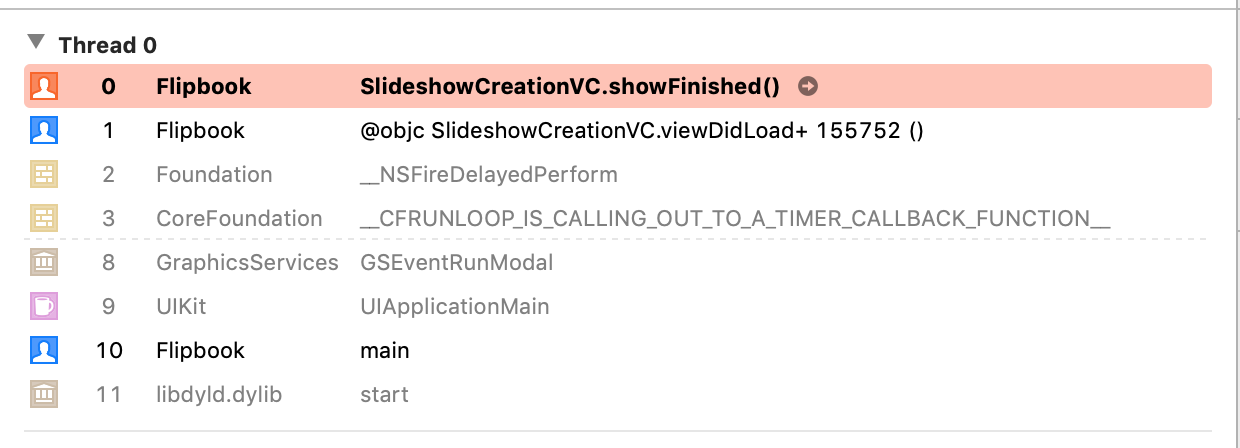 Thread 0
0 Flipbook SlideshowCreationVC.showFinished()
1 Flipbook @objc SlideshowCreationVC.viewDidLoad+ 155752 ()
2 Foundation __NSFireDelayedPerform
3 CoreFoundation __CFRUNLOOP_IS_CALLING_OUT_TO_A_TIMER_CALLBACK_FUNCTION__
8 GraphicsServices GSEventRunModal
9 UIKit UIApplicationMain
10 Flipbook main
11 libdyld.dylib start